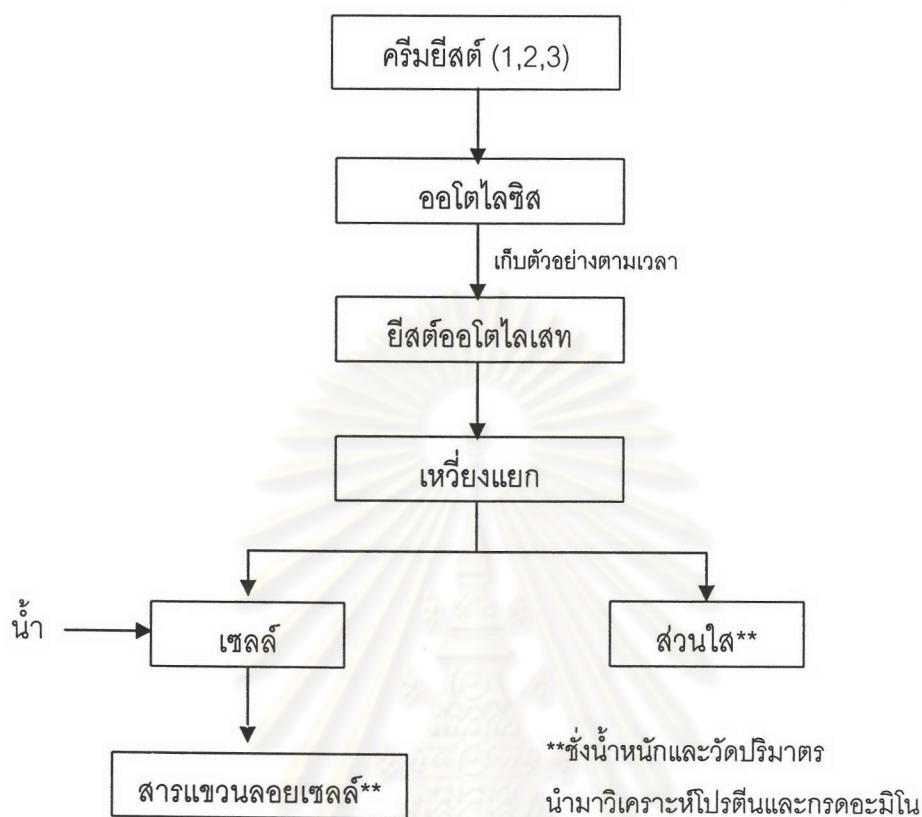 ครีมยีสต์ (1,2,3)
ออโตไลซิส
เก็บตัวอย่างตามเวลา
ยีสต์ออโตไลเสท
เหวี่ยงแยก
น้ำ
เซลล์
ส่วนใส**
สารแขวนลอยเซลล์**
**ชั่งน้ำหนักและวัดปริมาตร
นำมาวิเคราะห์โปรตีนและกรดอะมิโน